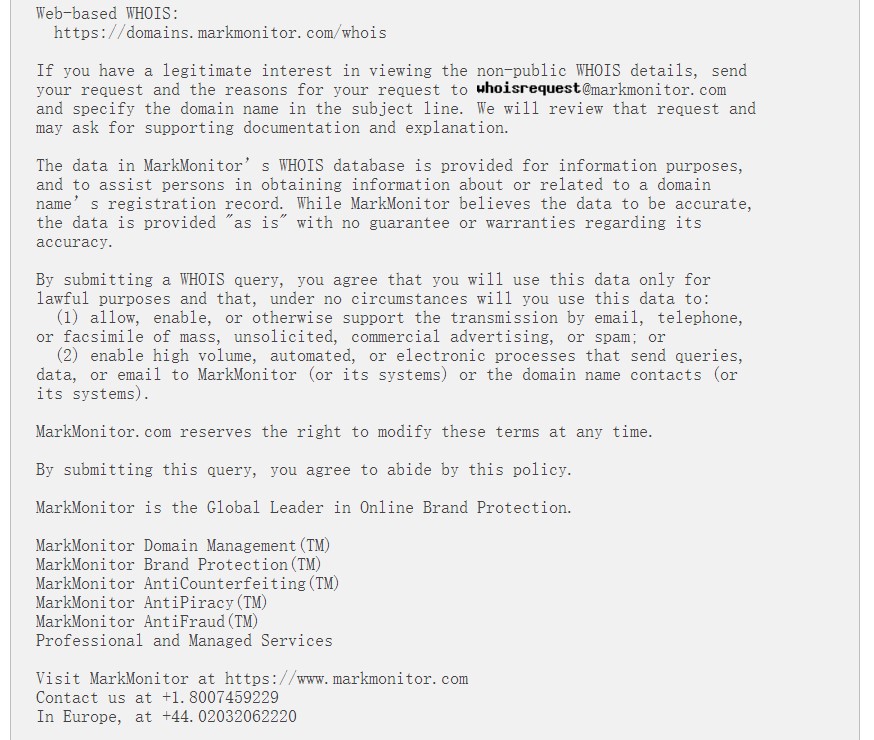 Web-based WHOIS:
https://domains.markmonitor.com/whois
If you have a legitimate interest in viewing the non-public WHOIS details, send
your request and the reasons for your request to whoisrequest@markmonitor.com
and specify the domain name in the subject line. We will review that request and
may ask for supporting documentation and explanation.
The data in MarkMonitor's WHOIS database is provided for information purposes,
and to assist persons in obtaining information about or related to a domain
name's registration record. While MarkMonitor believes the data to be accurate,
the data is provided "as is" with no guarantee or warranties regarding its
accuracy.
By submitting a WHOIS query, you agree that you will use this data only for
lawful purposes and that, under no circumstances will you use this data to:
(1) allow, enable, or otherwise support the transmission by email, telephone,
or facsimile of mass, unsolicited, commercial advertising, or spam; or
(2) enable high volume, automated, or electronic processes that send queries,
data, or email to MarkMonitor (or its systems) or the domain name contacts (or
its systems).
MarkMonitor.com reserves the right to modify these terms at any time.
By submitting this query, you agree to abide by this policy.
MarkMonitor is the Global Leader in Online Brand Protection.
MarkMonitor Domain Management(TM)
MarkMonitor Brand Protection(TM)
MarkMonitor AntiCounterfeiting(TM)
MarkMonitor AntiPiracy(TM)
MarkMonitor AntiFraud(TM)
Professional and Managed Services
Visit MarkMonitor at https://www.markmonitor.com
Contact us at +1.8007459229
In Europe, at +44.02032062220